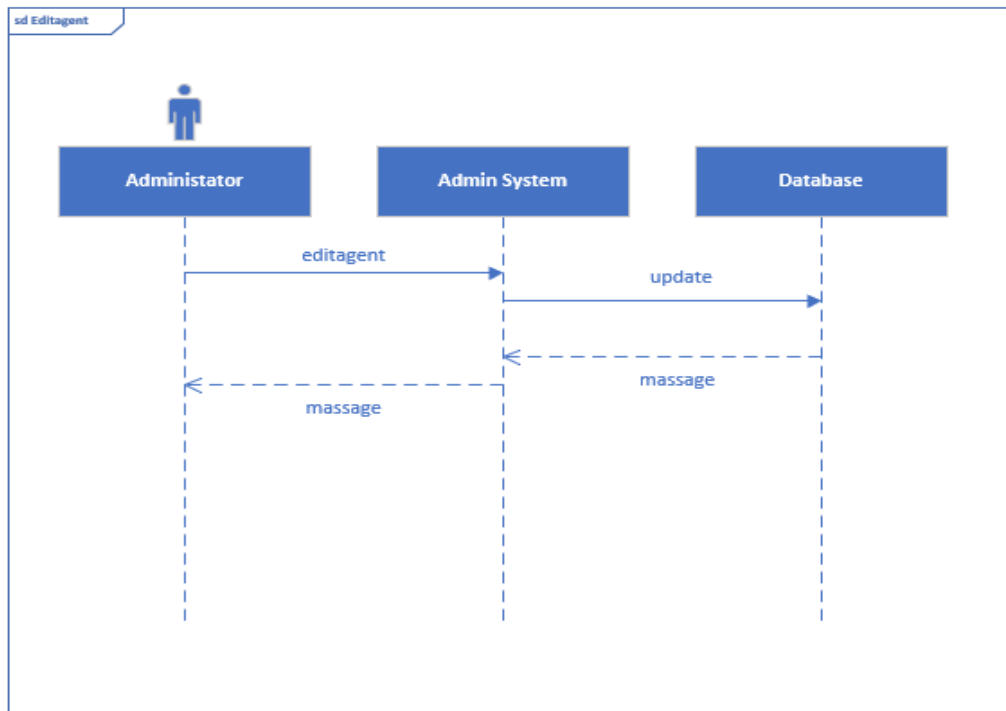 sd Editagent
Administator
Admin System
Database
editagent
update
massage
massage